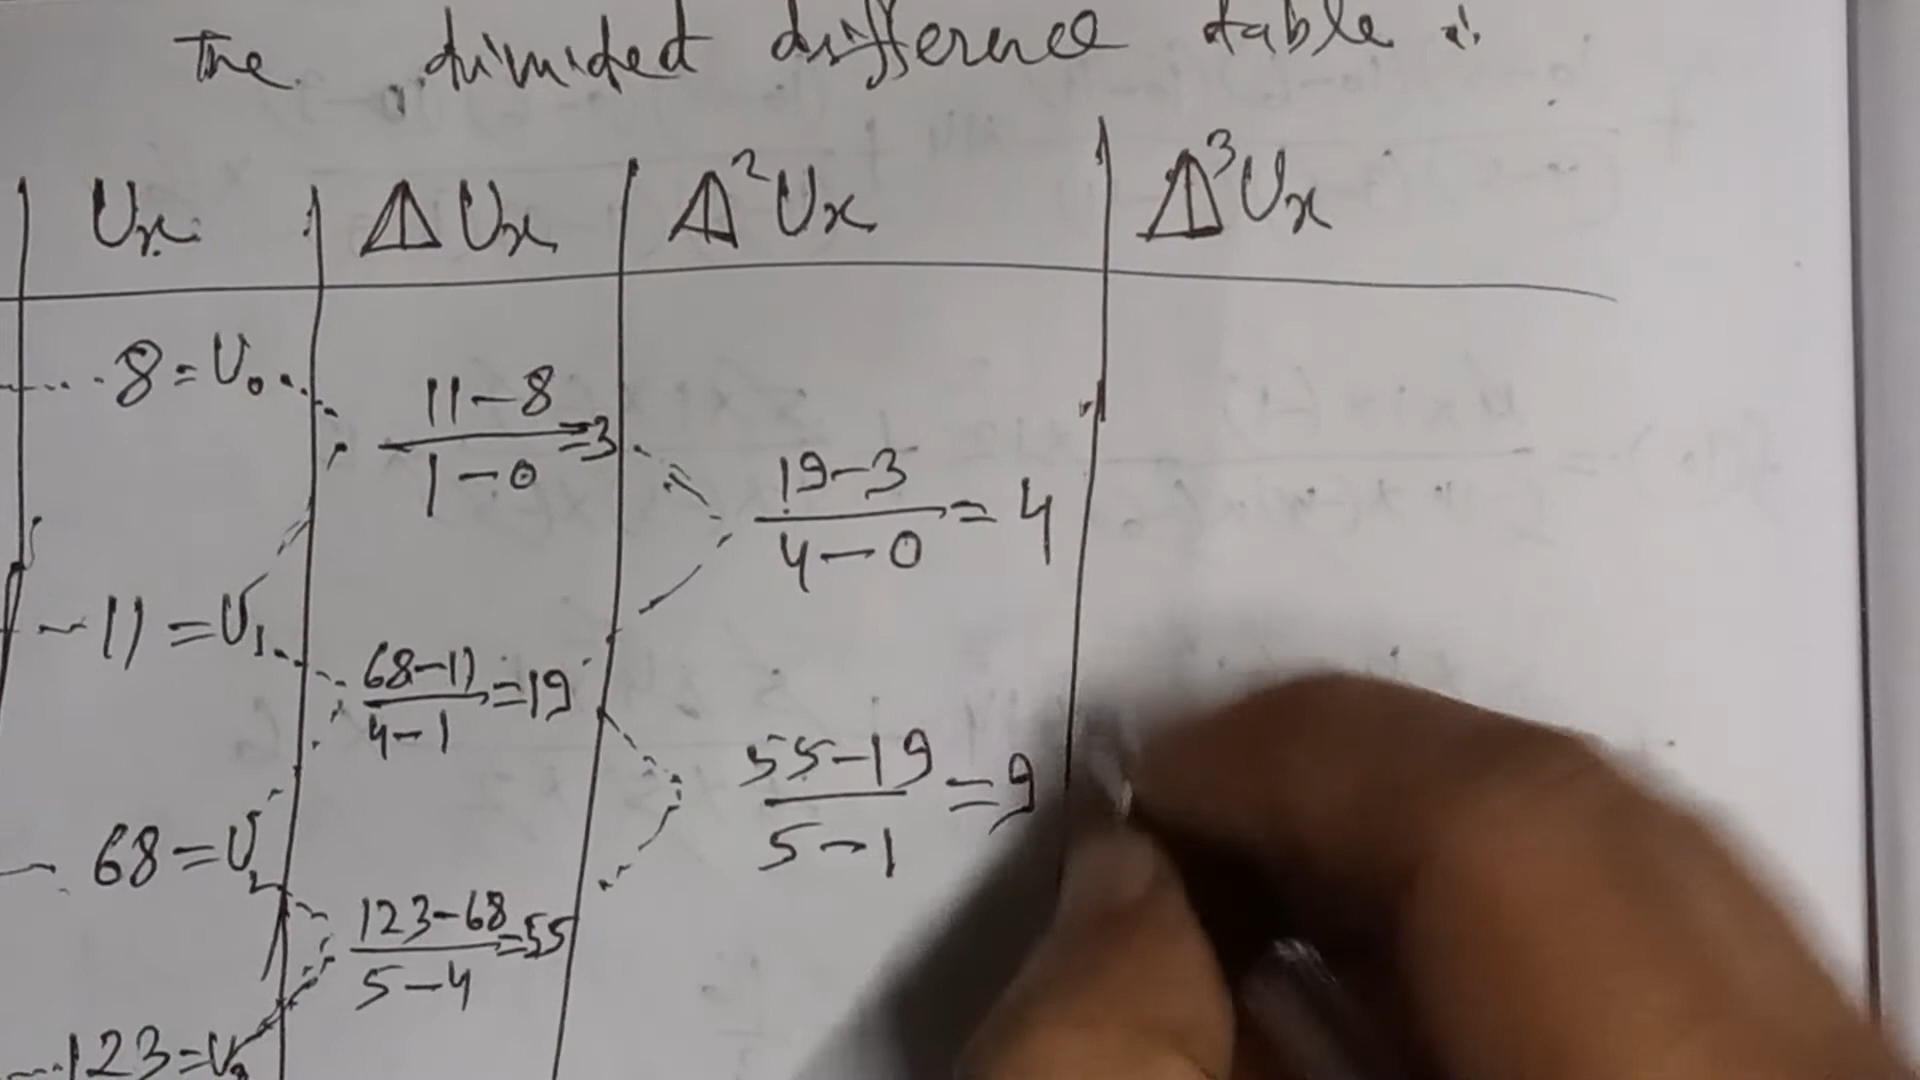 The divided difference table is
Ux ΔUx Δ²Ux Δ³Ux
8=U₀
11-8
1-0
=3
19-3
4-0
=4
11=U₁
68-11
4-1
=19
55-19
5-1
=9
68=U₂
123-68
5-4
=55
123=U₃